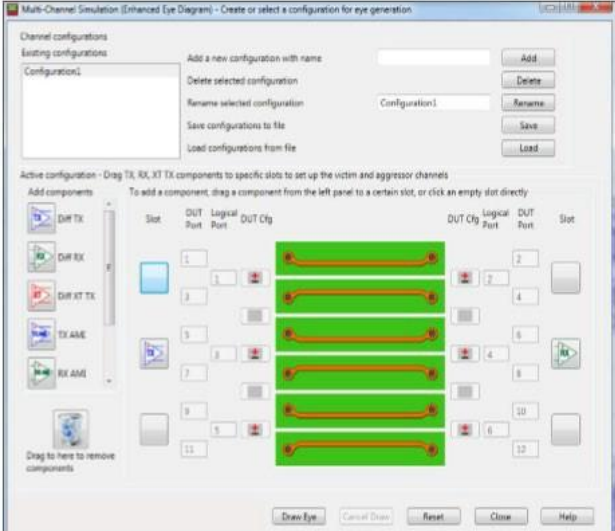 Multi-Channel Simulation (Enhanced Eye Diagram) - Create or select a configuration for eye generation
Channel configurations
Existing configurations
Configuration1
Add a new configuration with name
Add
Delete selected configuration
Delete
Rename selected configuration
Configuration1
Rename
Save configurations to file
Save
Load configurations from file
Load
Active configuration - Drag TX, RX, XT TX components to specific slots to set up the victim and aggressor channels
Add components
To add a component, drag a component from the left panel to a certain slot, or click an empty slot directly
Diff TX
Diff RX
Diff XT TX
TX AMI
RX AMI
Drag to here to remove
components
Slot
DUT Port
Logical Port
DUT Cfg
DUT Cfg
Logical Port
DUT Port
Slot
1
2
1
2
3
4
5
6
TX
3
4
RX
7
8
9
10
5
6
11
12
Draw Eye
Cancel Draw
Reset
Close
Help